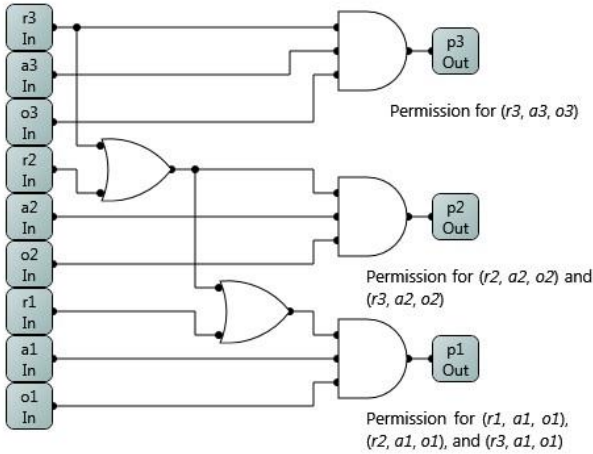 r3
In
a3
In
o3
In
r2
In
a2
In
o2
In
r1
In
a1
In
o1
In
p3
Out
Permission for (r3, a3, o3)
p2
Out
Permission for (r2, a2, o2) and
(r3, a2, o2)
p1
Out
Permission for (r1, a1, o1),
(r2, a1, o1), and (r3, a1, o1)